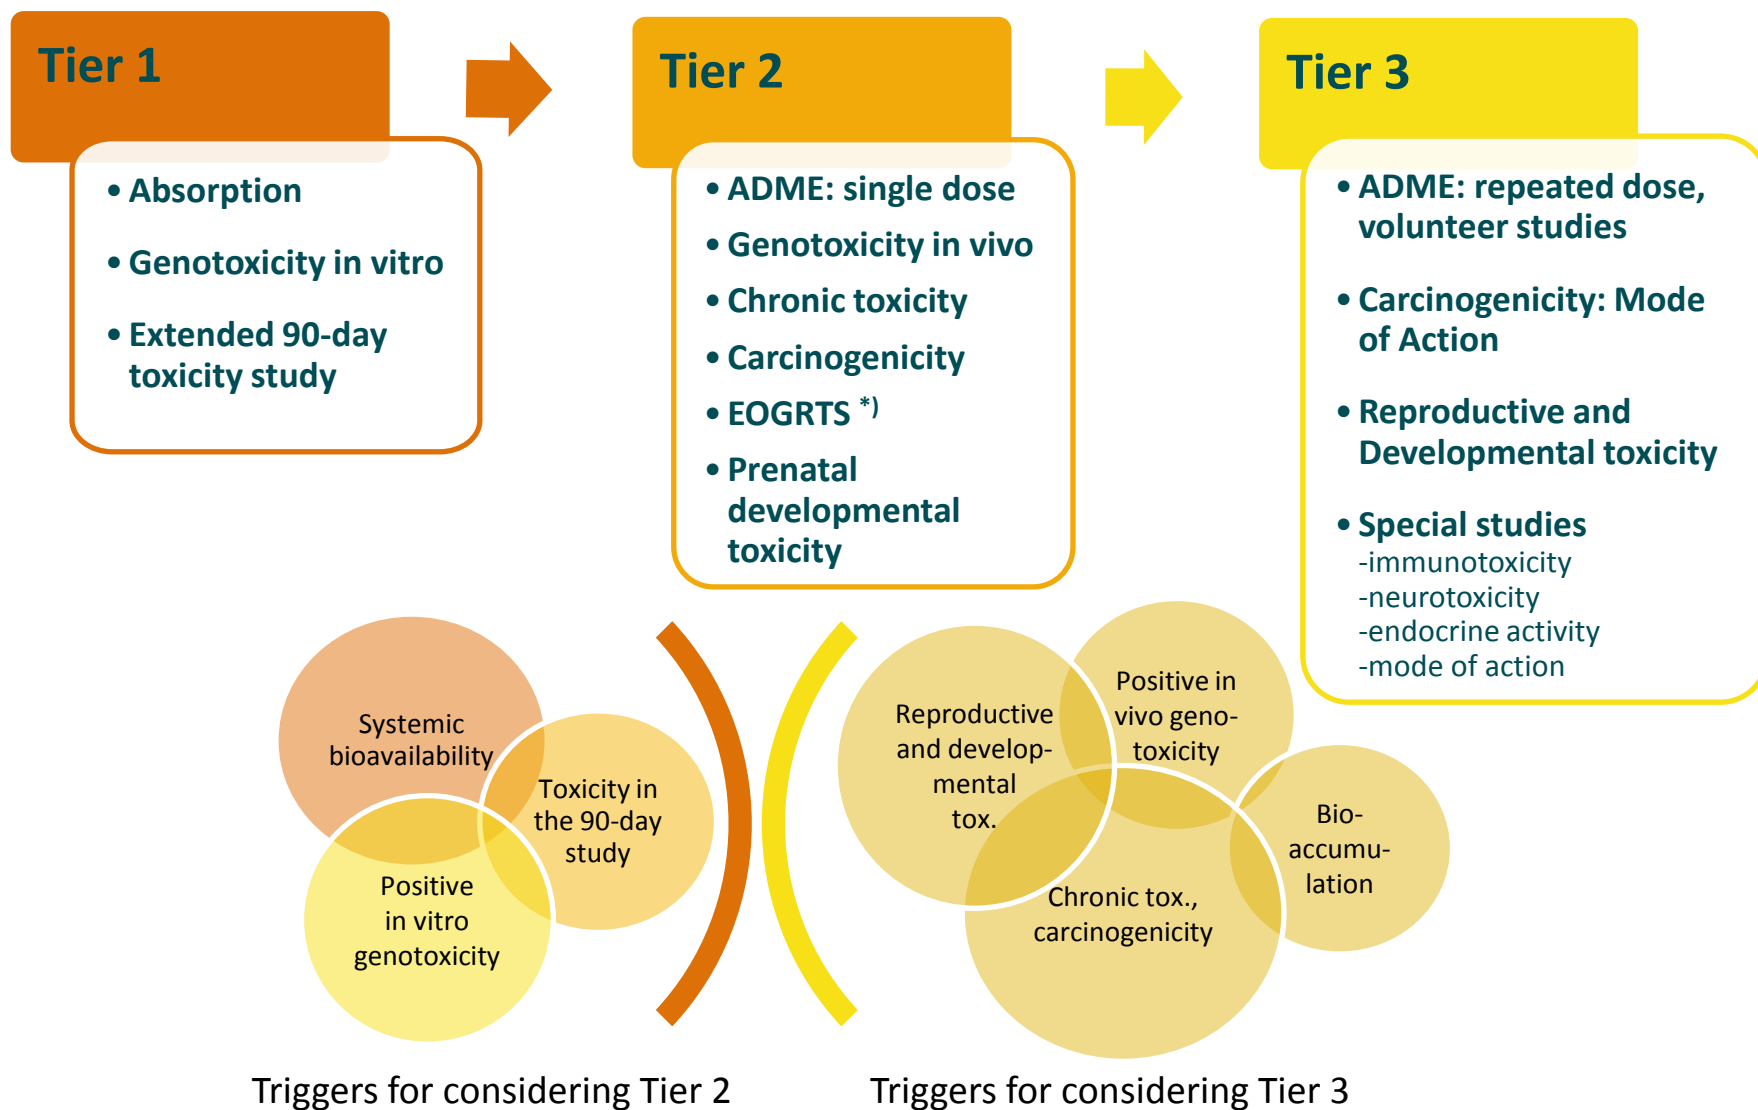 Tier 1
• Absorption
• Genotoxicity in vitro
• Extended 90-day
toxicity study
Tier 2
• ADME: single dose
• Genotoxicity in vivo
• Chronic toxicity
• Carcinogenicity
• EOGRTS *)
• Prenatal
developmental
toxicity
Tier 3
• ADME: repeated dose,
volunteer studies
• Carcinogenicity: Mode
of Action
• Reproductive and
Developmental toxicity
• Special studies
-immunotoxicity
-neurotoxicity
-endocrine activity
-mode of action
Systemic
bioavailability
Toxicity in
the 90-day
study
Positive
in vitro
genotoxicity
Reproductive
and develop-
mental
tox.
Positive in
vivo geno-
toxicity
Bio-
accumu-
lation
Chronic tox.,
carcinogenicity
Triggers for considering Tier 2
Triggers for considering Tier 3